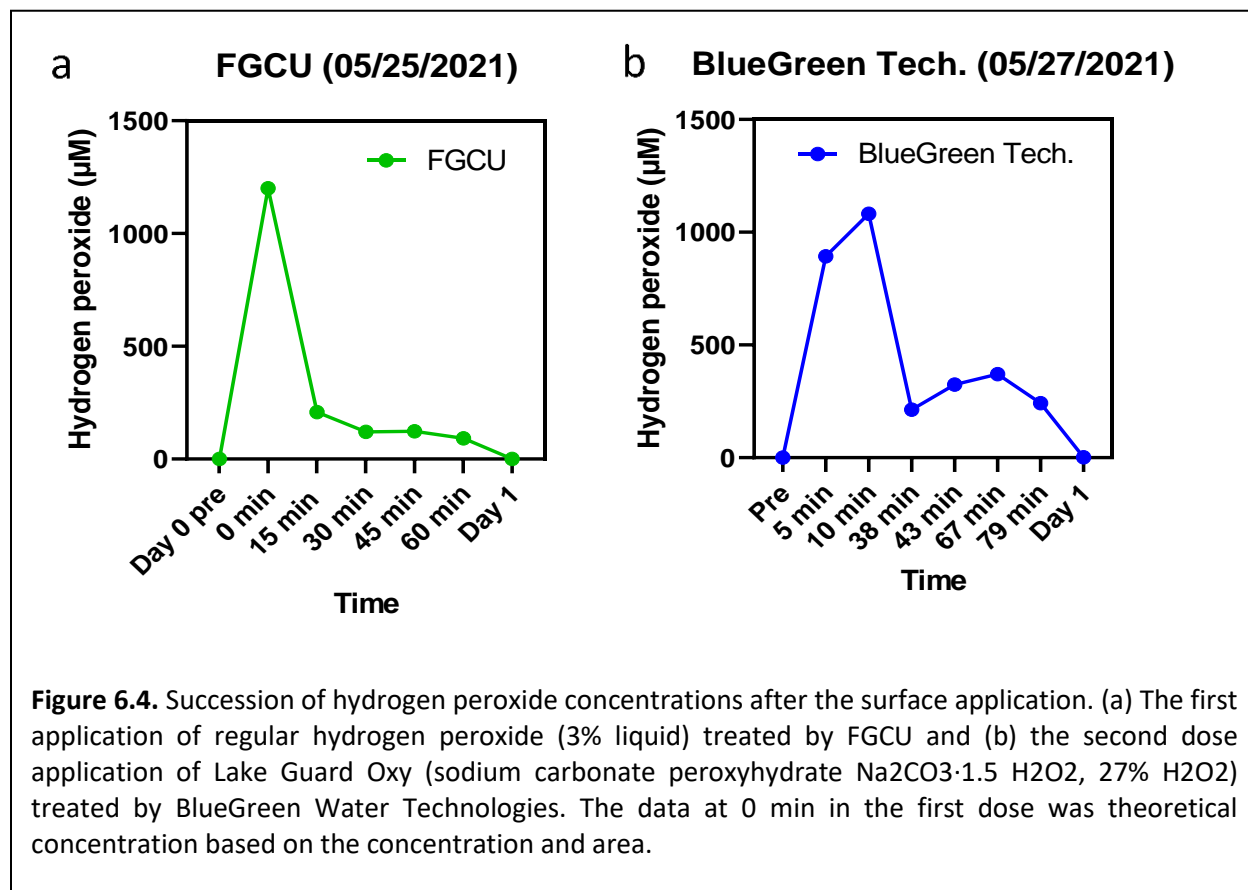 a
FGCU (05/25/2021)
Hydrogen peroxide (µM)
1500
1000
500
0
FGCU
Day 0 pre
0 min
15 min
30 min
45 min
60 min
Day 1
Time
b
BlueGreen Tech. (05/27/2021)
Hydrogen peroxide (µM)
1500
1000
500
0
BlueGreen Tech.
Pre
5 min
10 min
38 min
43 min
67 min
79 min
Day 1
Time
Figure 6.4. Succession of hydrogen peroxide concentrations after the surface application. (a) The first
application of regular hydrogen peroxide (3% liquid) treated by FGCU and (b) the second dose
application of Lake Guard Oxy (sodium carbonate peroxyhydrate Na2CO3·1.5 H2O2, 27% H2O2)
treated by BlueGreen Water Technologies. The data at 0 min in the first dose was theoretical
concentration based on the concentration and area.